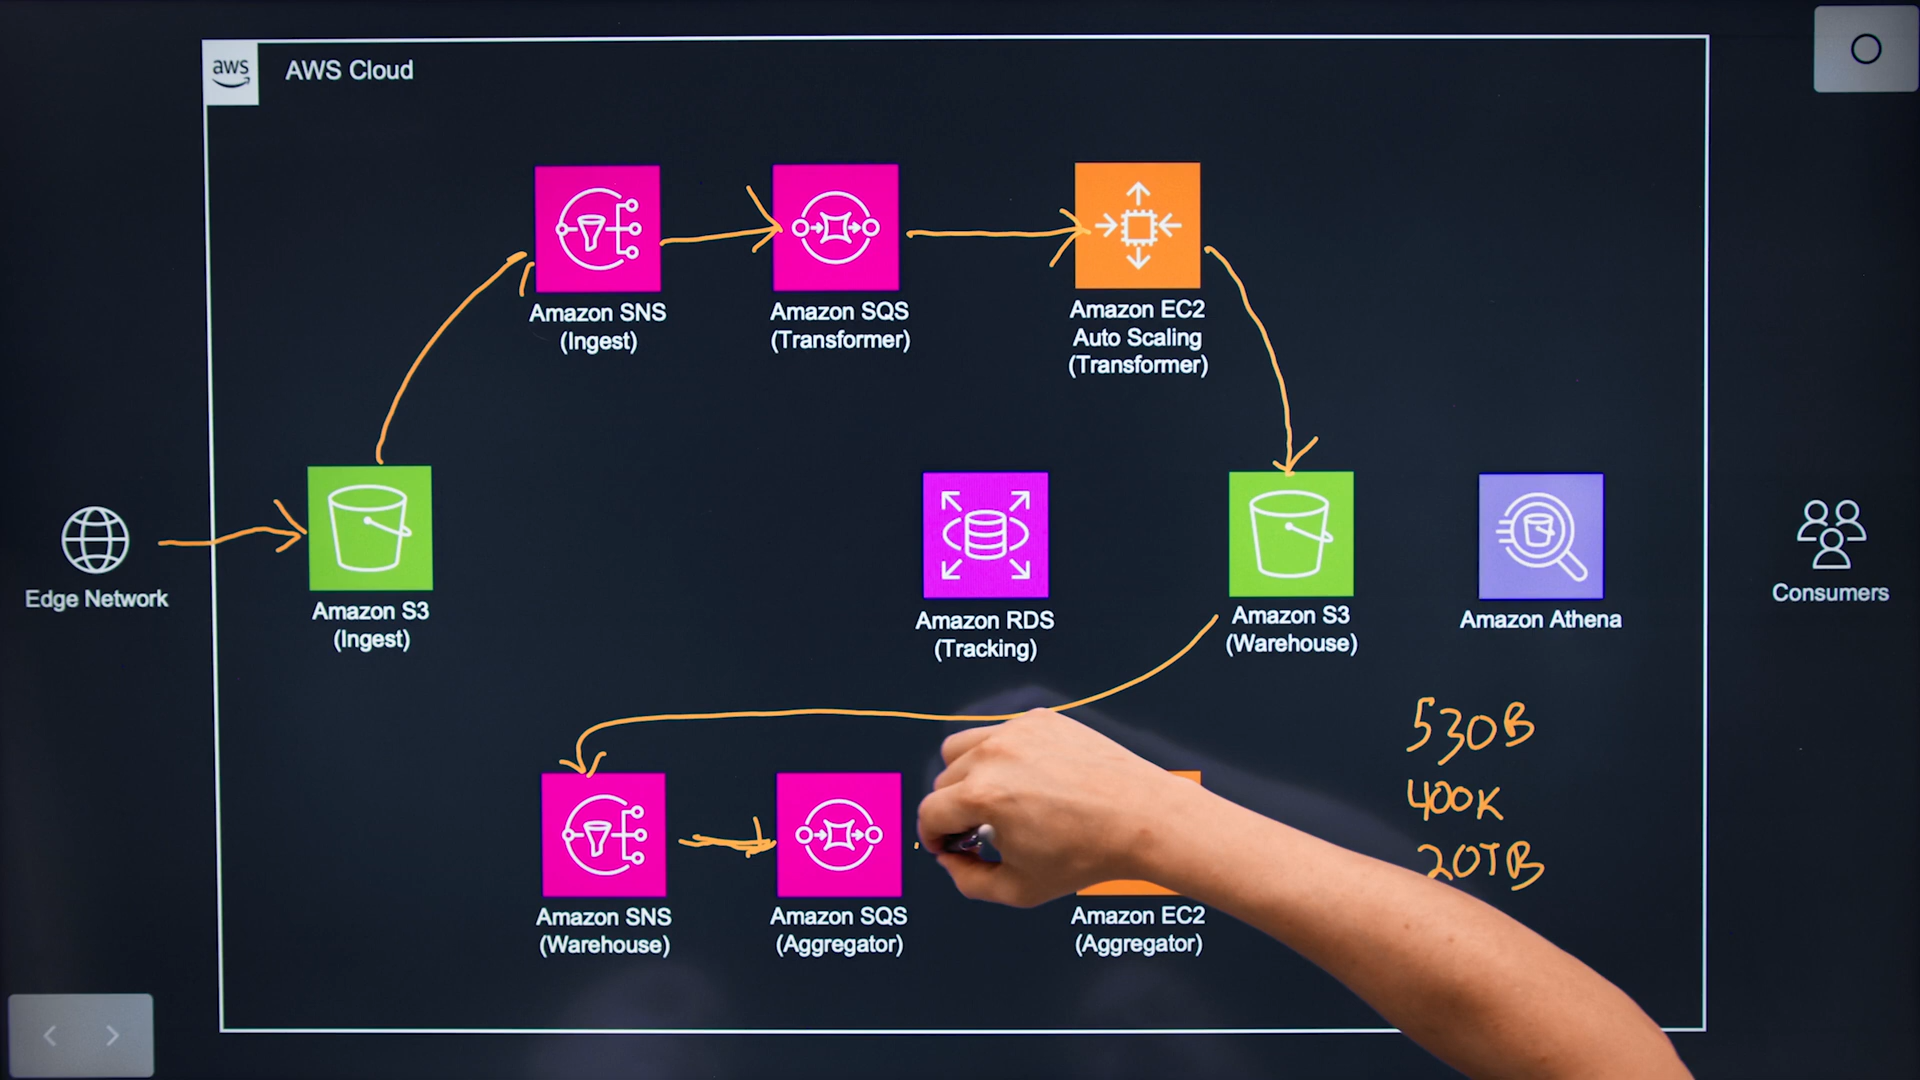 aws
AWS Cloud
Amazon SNS
(Ingest)
Amazon SQS
(Transformer)
Amazon EC2
Auto Scaling
(Transformer)
Edge Network
Amazon S3
(Ingest)
Amazon RDS
(Tracking)
Amazon S3
(Warehouse)
Amazon Athena
Consumers
530B
400K
20TB
Amazon SNS
(Warehouse)
Amazon SQS
(Aggregator)
Amazon EC2
(Aggregator)